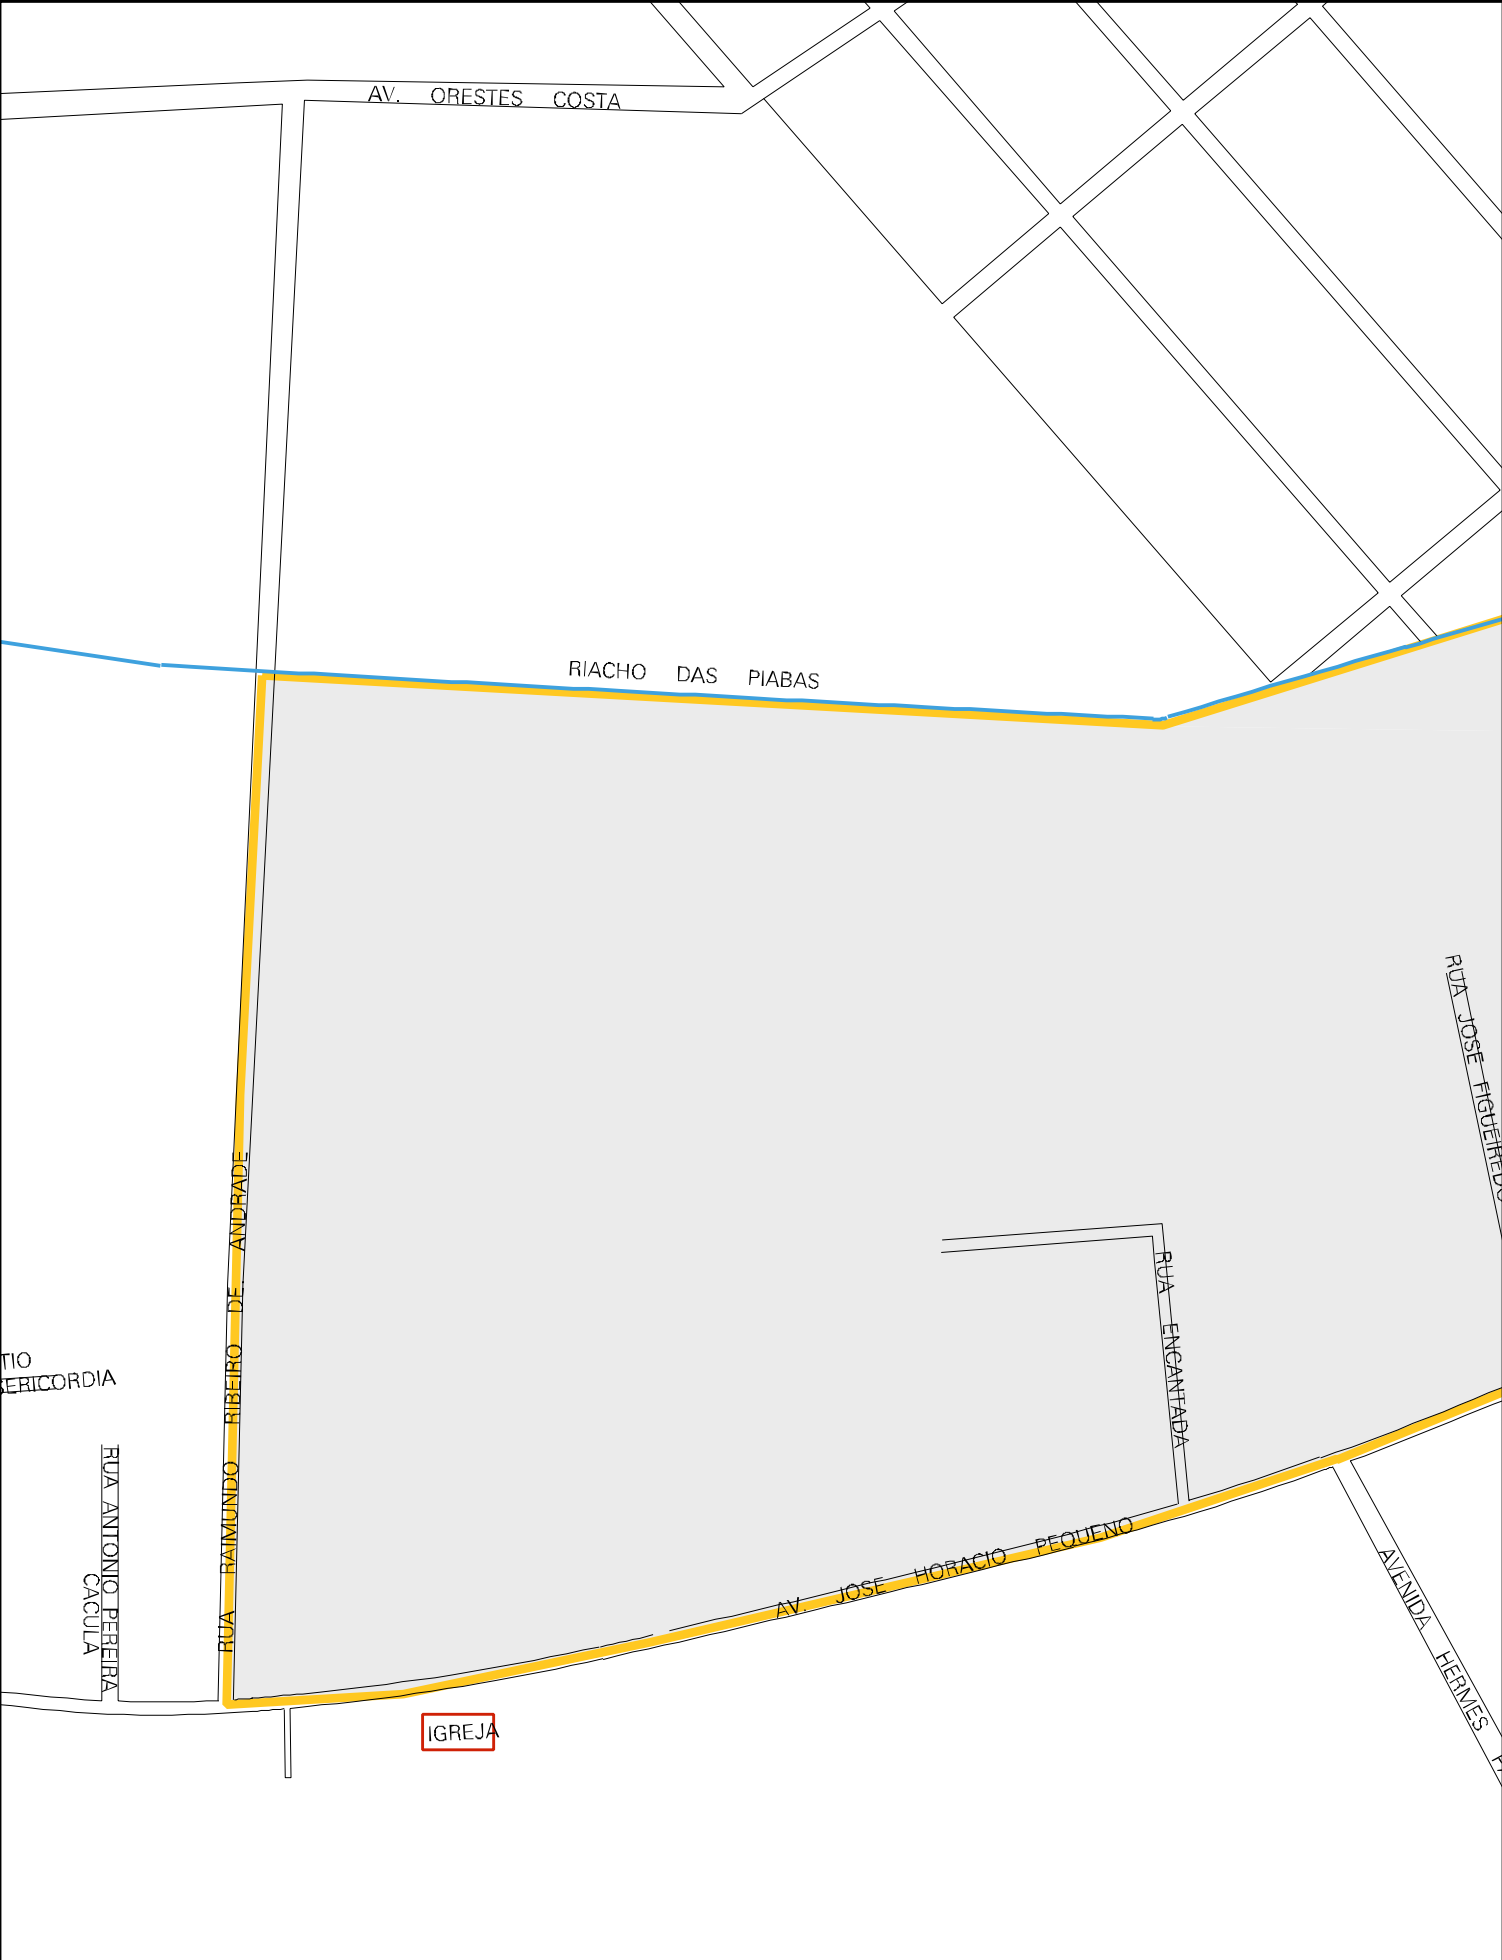 AV. ORESTES COSTA
RIACHO DAS PIABAS
RUA JOSE FIGUEIREDO
RUA RAIMUNDO RIBEIRO DE. ANDRADE
RUA ENCANTADA
TIO
SERICORDIA
RUA ANTONIO PEREIRA
CACULA
AV. JOSE HORACIO PEQUENO
AVENIDA HERMES
IGREJA